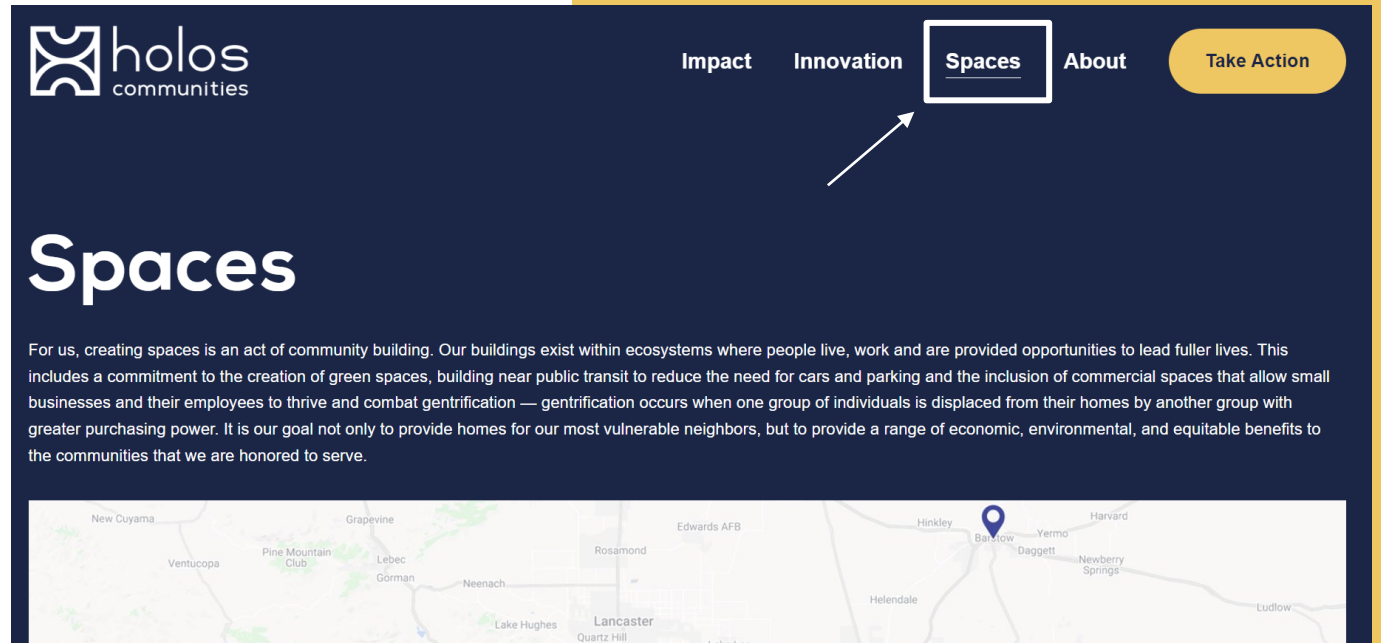 holos
communities
Impact Innovation Spaces About Take Action
Spaces
For us, creating spaces is an act of community building. Our buildings exist within ecosystems where people live, work and are provided opportunities to lead fuller lives. This
includes a commitment to the creation of green spaces, building near public transit to reduce the need for cars and parking and the inclusion of commercial spaces that allow small
businesses and their employees to thrive and combat gentrification — gentrification occurs when one group of individuals is displaced from their homes by another group with
greater purchasing power. It is our goal not only to provide homes for our most vulnerable neighbors, but to provide a range of economic, environmental, and equitable benefits to
the communities that we are honored to serve.
New Cuyama
Grapevine
Edwards AFB
Hinkley
Harvard
Barstow
Yermo
Daggett
Rosamond
Pine Mountain
Club
Lebec
Ventucopa
Newberry
Springs
Gorman
Neenach
Helendale
Ludlow
Lake Hughes
Lancaster
Quartz Hill